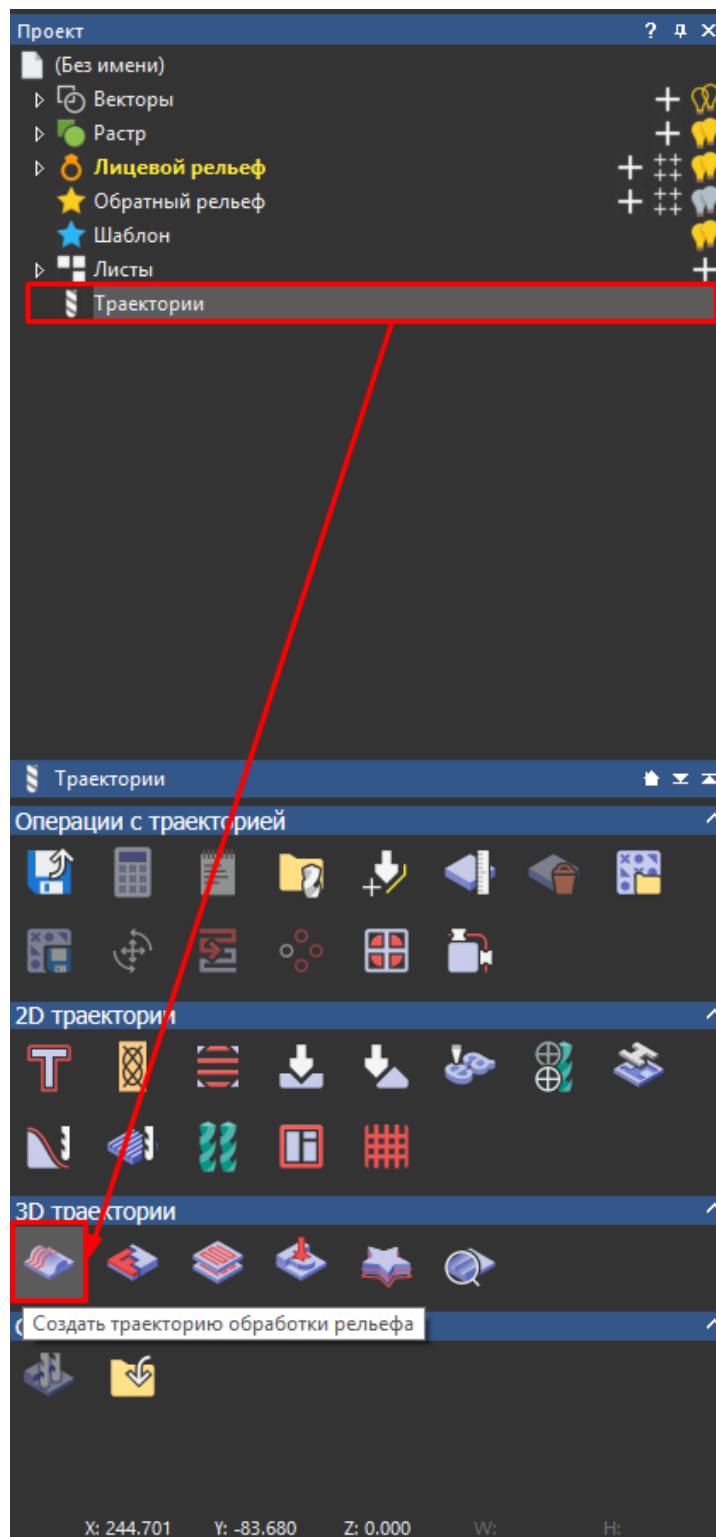 Проект
(Без имени)
Векторы
Растр
Лицевой рельеф
Обратный рельеф
Шаблон
Листы
Траектории
Траектории
Операции с траекторией
2D траектории
3D траектории
Создать траекторию обработки рельефа
X: 244.701 Y: -83.680 Z: 0.000 W: H: